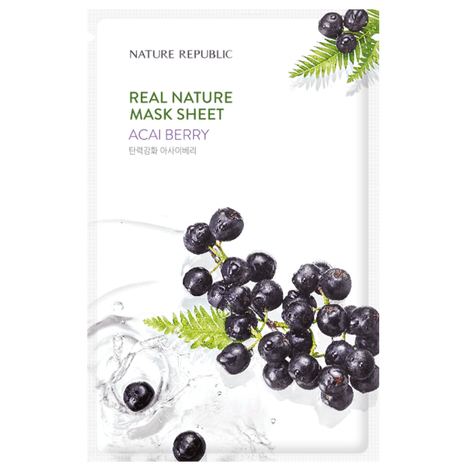 NATURE REPUBLIC
REAL NATURE
MASK SHEET
ACAI BERRY
탄력강화 아사이베리